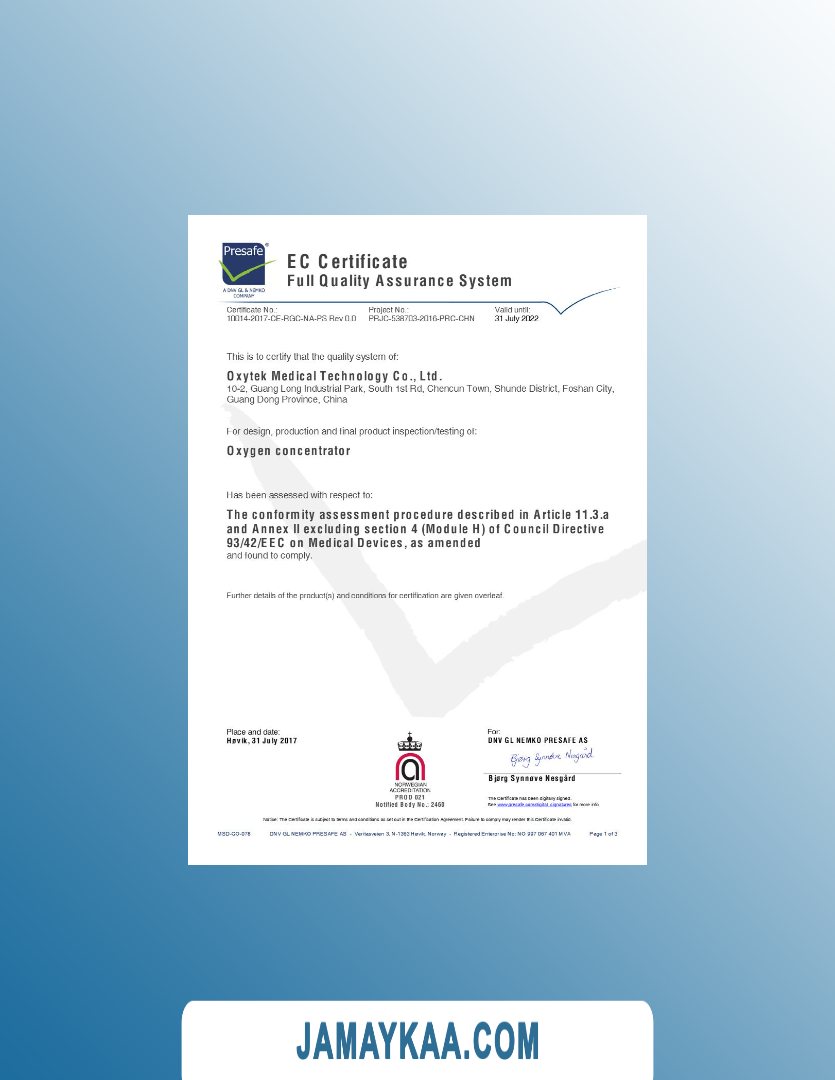 Presafe®
A DNV GL & NEMKO
COMPANY
EC Certificate
Full Quality Assurance System
Certificate No.:
10014-2017-CE-RGC-NA-PS Rev 0.0
Project No.:
PRJC-538703-2016-PRC-CHN
Valid until:
31 July 2022
This is to certify that the quality system of:
Oxytek Medical Technology Co., Ltd.
10-2, Guang Long Industrial Park, South 1st Rd, Chencun Town, Shunde District, Foshan City,
Guang Dong Province, China
For design, production and final product inspection/testing of:
Oxygen concentrator
Has been assessed with respect to:
The conformity assessment procedure described in Article 11.3.a
and Annex II excluding section 4 (Module H) of Council Directive
93/42/EEC on Medical Devices, as amended
and found to comply.
Further details of the product(s) and conditions for certification are given overleaf
Place and date:
Høvik, 31 July 2017
NORWEGIAN
ACCREDITATION
PROD 021
Notified Body No.: 2460
For:
DNV GL NEMKO PRESAFE AS
Bjørg Synnøve Nesgård
Bjørg Synnøve Nesgård
The Certificate has been digitally signed.
See www.presafe.com/digital_signatures for more info
Notice: The Certificate is subject to terms and conditions as set out in the Certification Agreement. Failure to comply may render this Certificate invalid.
MSD-GO-078 DNV GL NEMKO PRESAFE AS - Veritasveien 3, N-1363 Høvik, Norway - Registered Enterprise No: NO 997 067 401 MVA Page 1 of 3
JAMAYKAA.COM